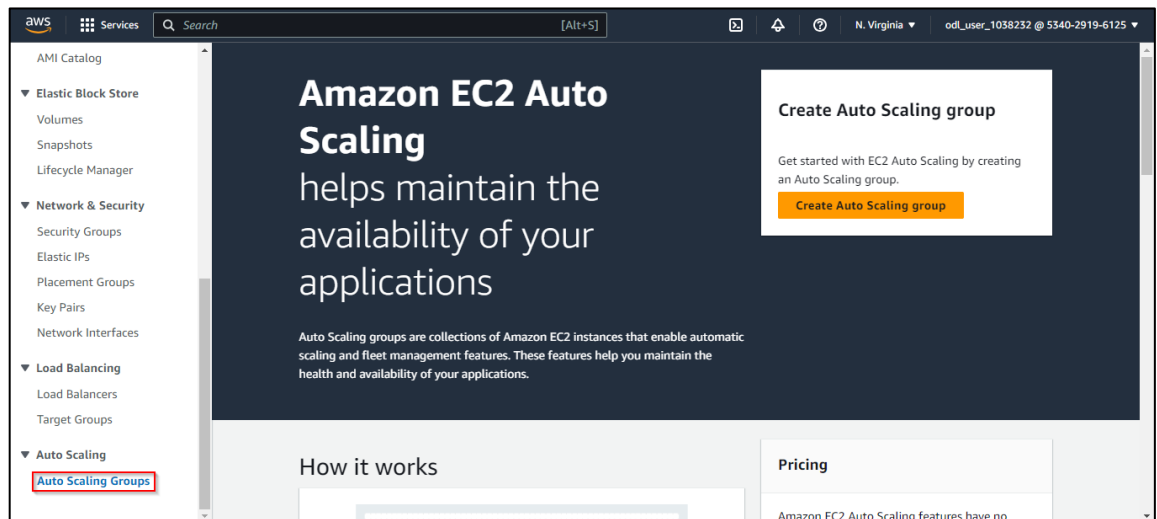 aws Services Search [Alt+S] N. Virginia odl_user_1038232 @ 5340-2919-6125
AMI Catalog
Elastic Block Store
Volumes
Snapshots
Lifecycle Manager
Network & Security
Security Groups
Elastic IPs
Placement Groups
Key Pairs
Network Interfaces
Load Balancing
Load Balancers
Target Groups
Auto Scaling
Auto Scaling Groups
Amazon EC2 Auto
Scaling
helps maintain the
availability of your
applications
Auto Scaling groups are collections of Amazon EC2 instances that enable automatic
scaling and fleet management features. These features help you maintain the
health and availability of your applications.
Create Auto Scaling group
Get started with EC2 Auto Scaling by creating
an Auto Scaling group.
Create Auto Scaling group
How it works
Pricing
Amazon EC2 Auto Scaling features have no